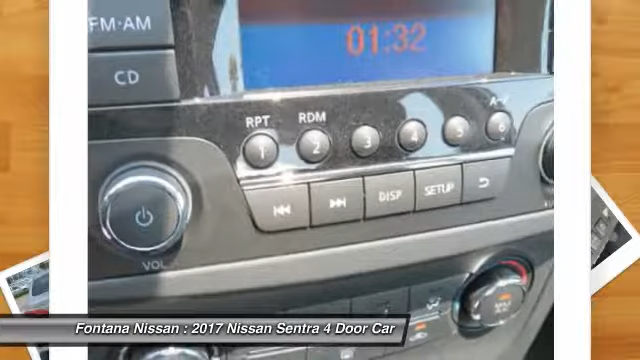 FM·AM
01:32
CD
RPT
RDM
1 2 3 4 5 6
DISP
SETUP
VOL
Fontana Nissan : 2017 Nissan Sentra 4 Door Car